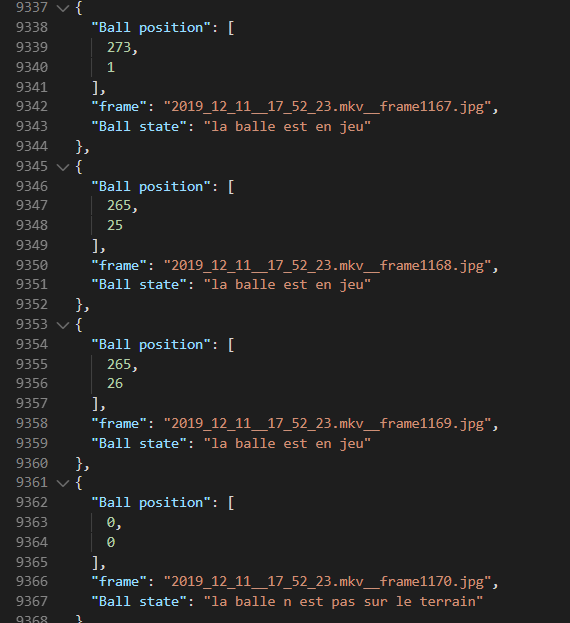 9337 {
9338 "Ball position": [
9339 273,
9340 1
9341 ],
9342 "frame": "2019_12_11__17_52_23.mkv__frame1167.jpg",
9343 "Ball state": "la balle est en jeu"
9344 },
9345 {
9346 "Ball position": [
9347 265,
9348 25
9349 ],
9350 "frame": "2019_12_11__17_52_23.mkv__frame1168.jpg",
9351 "Ball state": "la balle est en jeu"
9352 },
9353 {
9354 "Ball position": [
9355 265,
9356 26
9357 ],
9358 "frame": "2019_12_11__17_52_23.mkv__frame1169.jpg",
9359 "Ball state": "la balle est en jeu"
9360 },
9361 {
9362 "Ball position": [
9363 0,
9364 0
9365 ],
9366 "frame": "2019_12_11__17_52_23.mkv__frame1170.jpg",
9367 "Ball state": "la balle n est pas sur le terrain"
9368 }